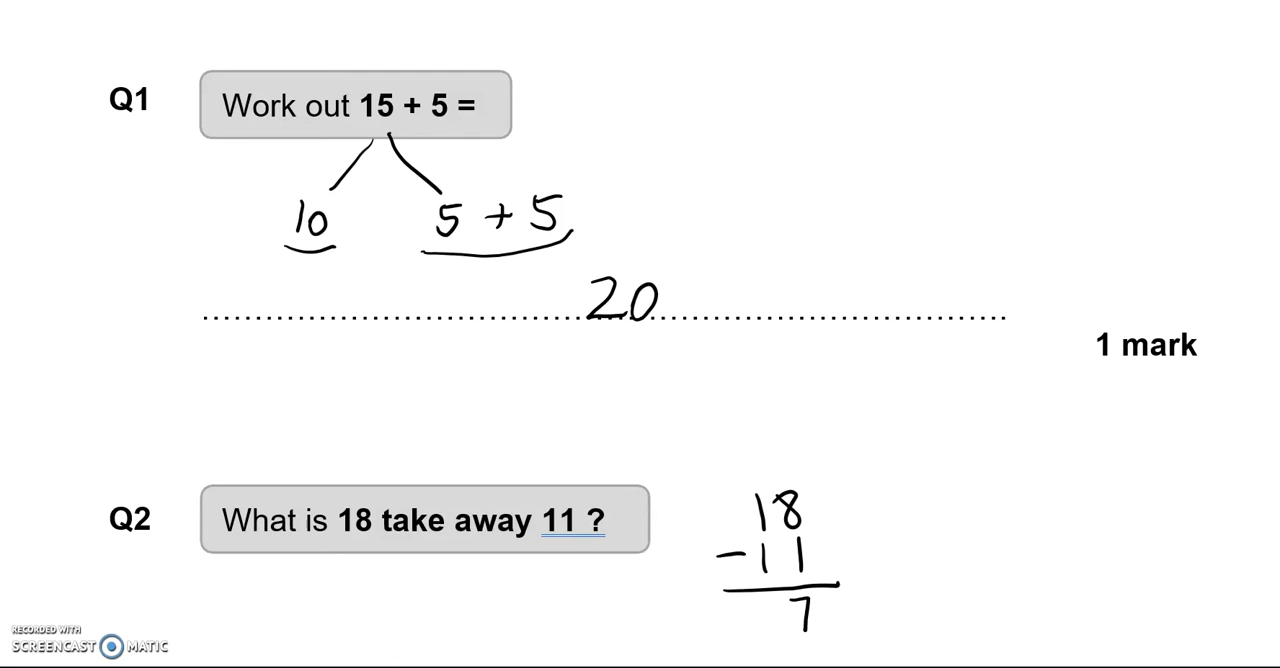 Q1 Work out 15 + 5 =
10 5 + 5
20
1 mark
Q2 What is 18 take away 11 ?
18
- 11
7
RECORDED WITH
SCREENCAST MATIC